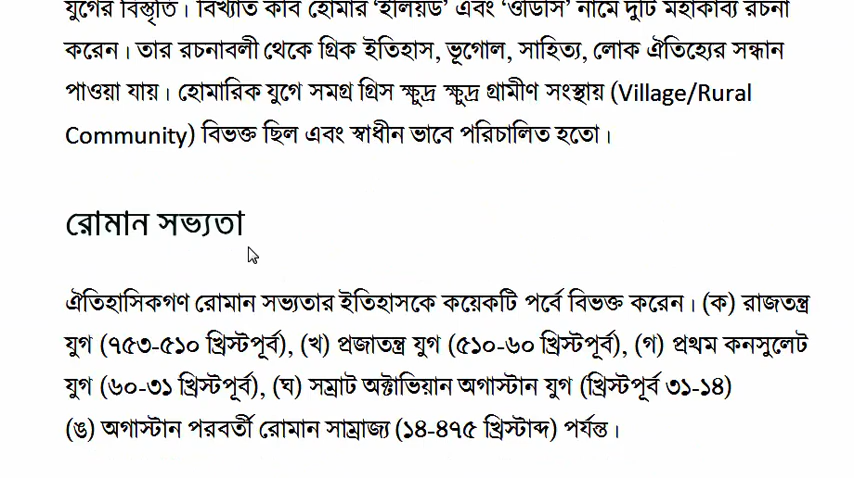 যুগের বিস্তৃতি। বিখ্যাত কবি হোমার ‘ইলিয়ড’ এবং ‘ওডিসি’ নামে দুটি মহাকাব্য রচনা
করেন। তার রচনাবলী থেকে গ্রিক ইতিহাস, ভূগোল, সাহিত্য, লোক ঐতিহ্যের সন্ধান
পাওয়া যায়। হোমারিক যুগে সমগ্র গ্রিস ক্ষুদ্র ক্ষুদ্র গ্রামীণ সংস্থায় (Village/Rural
Community) বিভক্ত ছিল এবং স্বাধীন ভাবে পরিচালিত হতো।
রোমান সভ্যতা
ঐতিহাসিকগণ রোমান সভ্যতার ইতিহাসকে কয়েকটি পর্বে বিভক্ত করেন। (ক) রাজতন্ত্র
যুগ (৭৫৩-৫১০ খ্রিস্টপূর্ব), (খ) প্রজাতন্ত্র যুগ (৫১০-৬০ খ্রিস্টপূর্ব), (গ) প্রথম কনসুলেট
যুগ (৬০-৩১ খ্রিস্টপূর্ব), (ঘ) সম্রাট অক্টাভিয়ান অগাস্টান যুগ (খ্রিস্টপূর্ব ৩১-১৪)
(ঙ) অগাস্টান পরবর্তী রোমান সাম্রাজ্য (১৪-৪৭৫ খ্রিস্টাব্দ) পর্যন্ত।